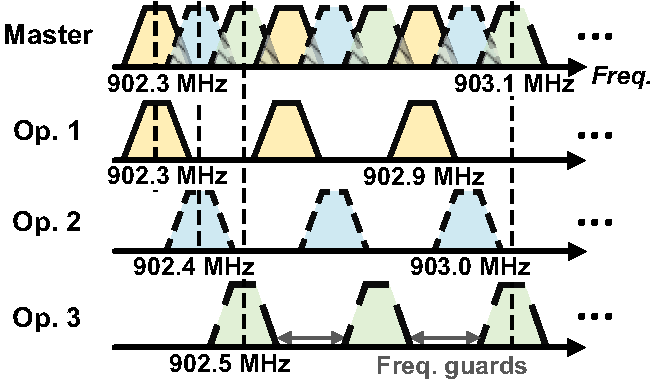 Master
...
902.3 MHz
903.1 MHz
Freq.
Op. 1
...
902.3 MHz
902.9 MHz
Op. 2
...
902.4 MHz
903.0 MHz
Op. 3
...
902.5 MHz
Freq. guards